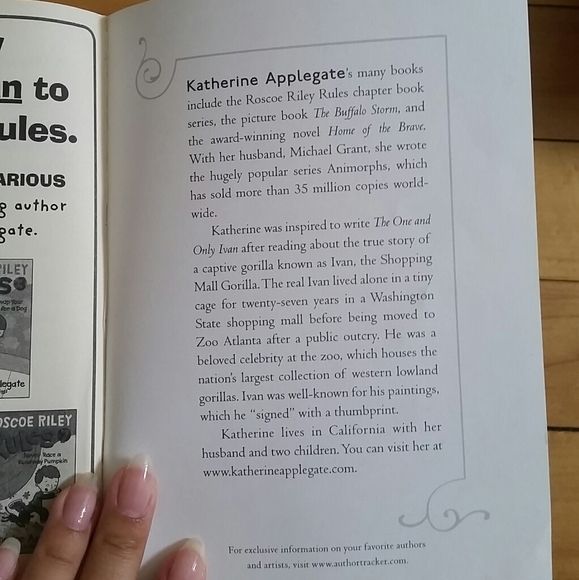 n to
ules.
ARIOUS
g author
gate.
RILEY
OSCOE RILEY
Never Race a
Runaway Pumpkin
Katherine Applegate's many books
include the Roscoe Riley Rules chapter book
series, the picture book The Buffalo Storm, and
the award-winning novel Home of the Brave.
With her husband, Michael Grant, she wrote
the hugely popular series Animorphs, which
has sold more than 35 million copies world-
wide.
Katherine was inspired to write The One and
Only Ivan after reading about the true story of
a captive gorilla known as Ivan, the Shopping
Mall Gorilla. The real Ivan lived alone in a tiny
cage for twenty-seven years in a Washington
State shopping mall before being moved to
Zoo Atlanta after a public outcry. He was a
beloved celebrity at the zoo, which houses the
nation's largest collection of western lowland
gorillas. Ivan was well-known for his paintings,
which he “signed” with a thumbprint.
Katherine lives in California with her
husband and two children. You can visit her at
www.katherineapplegate.com.
For exclusive information on your favorite authors
and artists, visit www.authortracker.com.